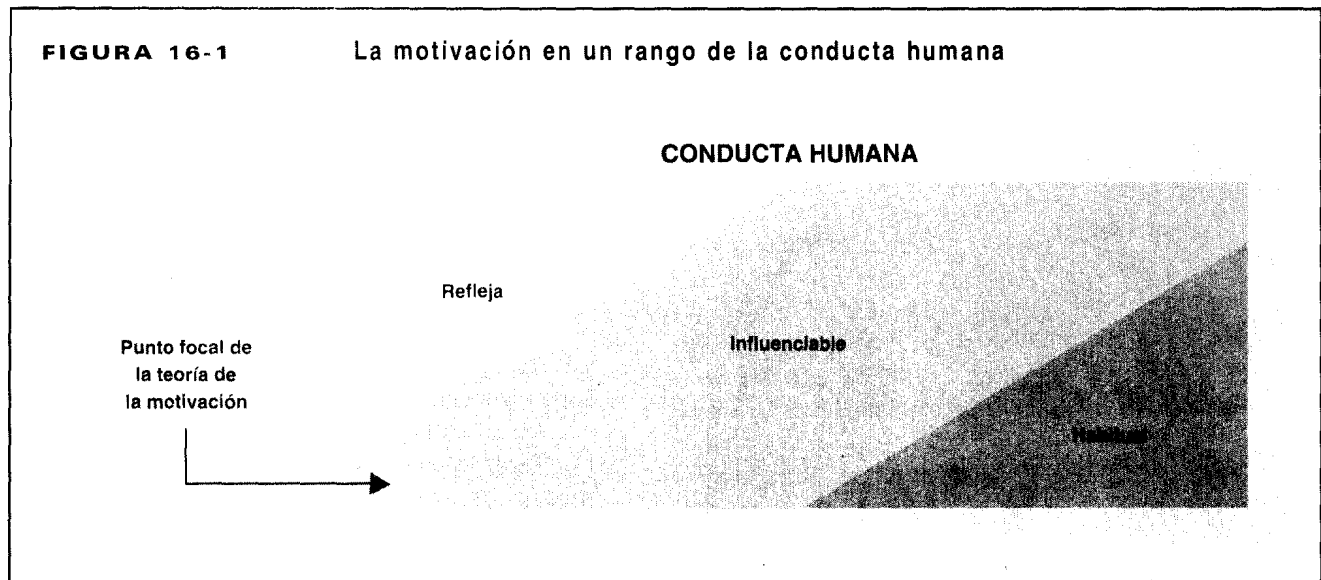 FIGURA 16-1 La motivación en un rango de la conducta humana
CONDUCTA HUMANA
Refleja
Influenciable
Punto focal de
la teoría de
la motivación
Habitual